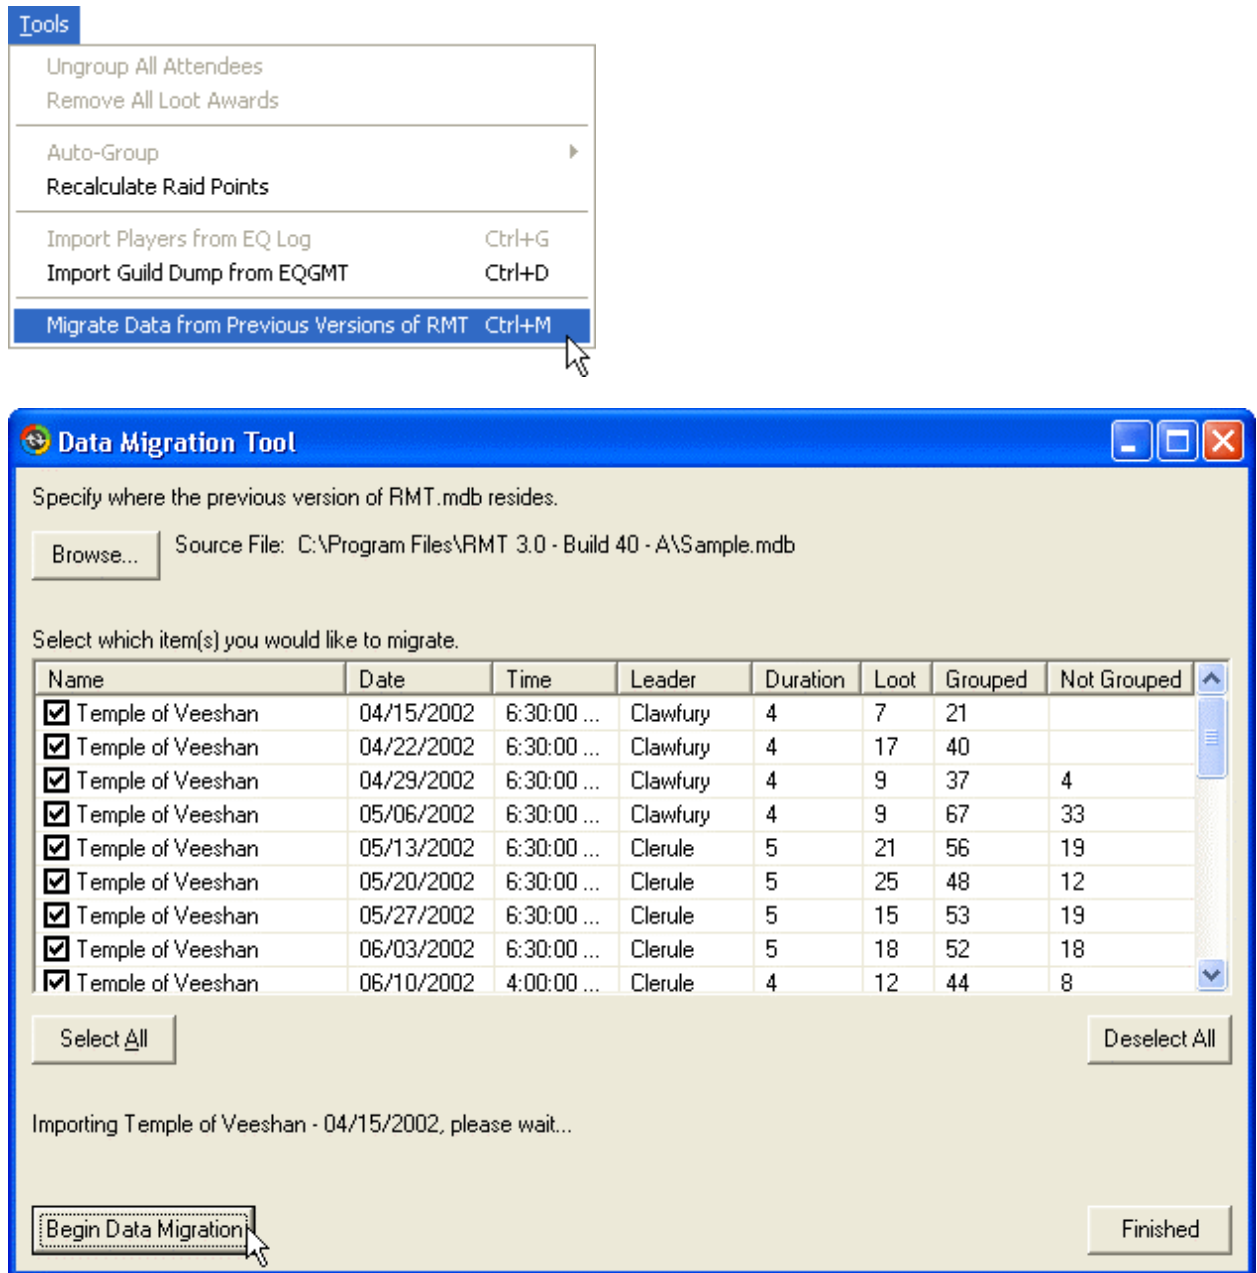 Tools
Ungroup All Attendees
Remove All Loot Awards
Auto-Group
Recalculate Raid Points
Import Players from EQ Log Ctrl+G
Import Guild Dump from EQGMT Ctrl+D
Migrate Data from Previous Versions of RMT Ctrl+M
Data Migration Tool
Specify where the previous version of RMT.mdb resides.
Browse... Source File: C:\Program Files\RMT 3.0 - Build 40 - A\Sample.mdb
Select which item(s) you would like to migrate.
Name Date Time Leader Duration Loot Grouped Not Grouped
Temple of Veeshan 04/15/2002 6:30:00 ... Clawfury 4 7 21
Temple of Veeshan 04/22/2002 6:30:00 ... Clawfury 4 17 40
Temple of Veeshan 04/29/2002 6:30:00 ... Clawfury 4 9 37 4
Temple of Veeshan 05/06/2002 6:30:00 ... Clawfury 4 9 67 33
Temple of Veeshan 05/13/2002 6:30:00 ... Clerule 5 21 56 19
Temple of Veeshan 05/20/2002 6:30:00 ... Clerule 5 25 48 12
Temple of Veeshan 05/27/2002 6:30:00 ... Clerule 5 15 53 19
Temple of Veeshan 06/03/2002 6:30:00 ... Clerule 5 18 52 18
Temple of Veeshan 06/10/2002 4:00:00 ... Clerule 4 12 44 8
Select All Deselect All
Importing Temple of Veeshan - 04/15/2002, please wait...
Begin Data Migration Finished